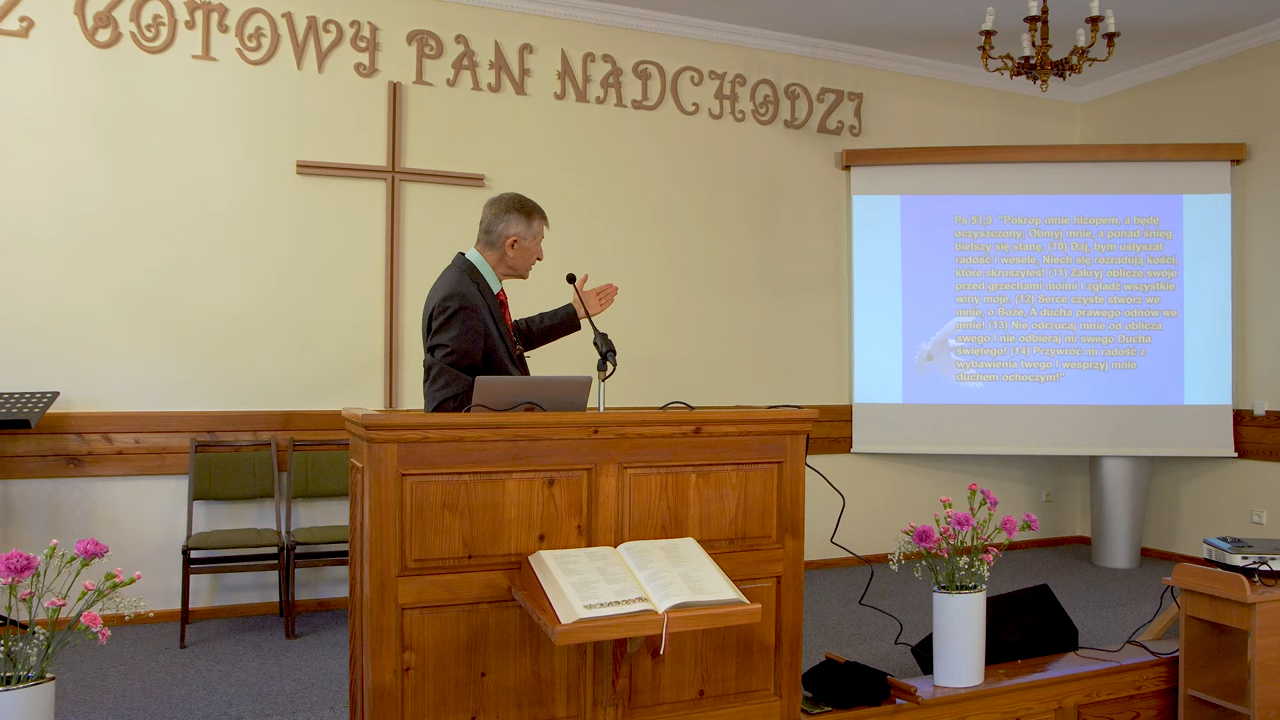 Z GOTOWY PAN NADCHODZI
Ps 51,9 "Pokrop mnie hizopem, a będę
oczyszczony; Obmyj mnie, a ponad śnieg
bielszy się stanę. (10) Daj, bym usłyszał
radość i wesele, Niech się rozradują kości,
które skruszyłeś! (11) Zakryj oblicze swoje
przed grzechami moimi I zgładź wszystkie
winy moje. (12) Serce czyste stwórz we
mnie, o Boże, A ducha prawego odnów we
mnie! (13) Nie odrzucaj mnie od oblicza
swego I nie odbieraj mi swego Ducha
świętego! (14) Przywróć mi radość z
wybawienia twego I wesprzyj mnie
duchem ochoczym!"